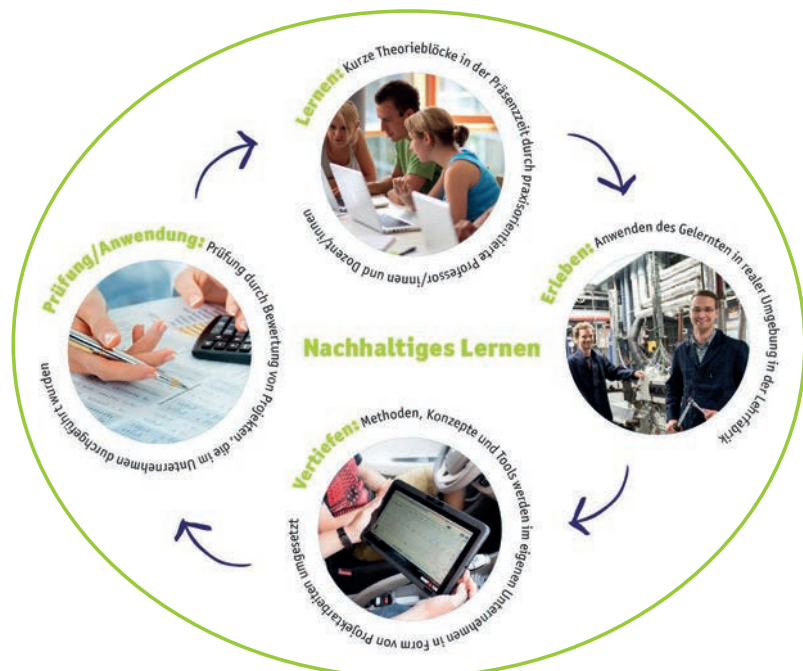 Lernen: Kurze Theorieblöcke in der Präsenzzeit durch praxisorientierte Professor/innen und Dozent/innen
Erleben: Anwenden des Gelernten in realer Umgebung in der Lehrfabrik
Nachhaltiges Lernen
Vertiefen: Methoden, Konzepte und Tools werden im eigenen Unternehmen in Form von Projektarbeiten umgesetzt
Prüfung/Anwendung: Prüfung durch Bewertung von Projekten, die im Unternehmen durchgeführt wurden